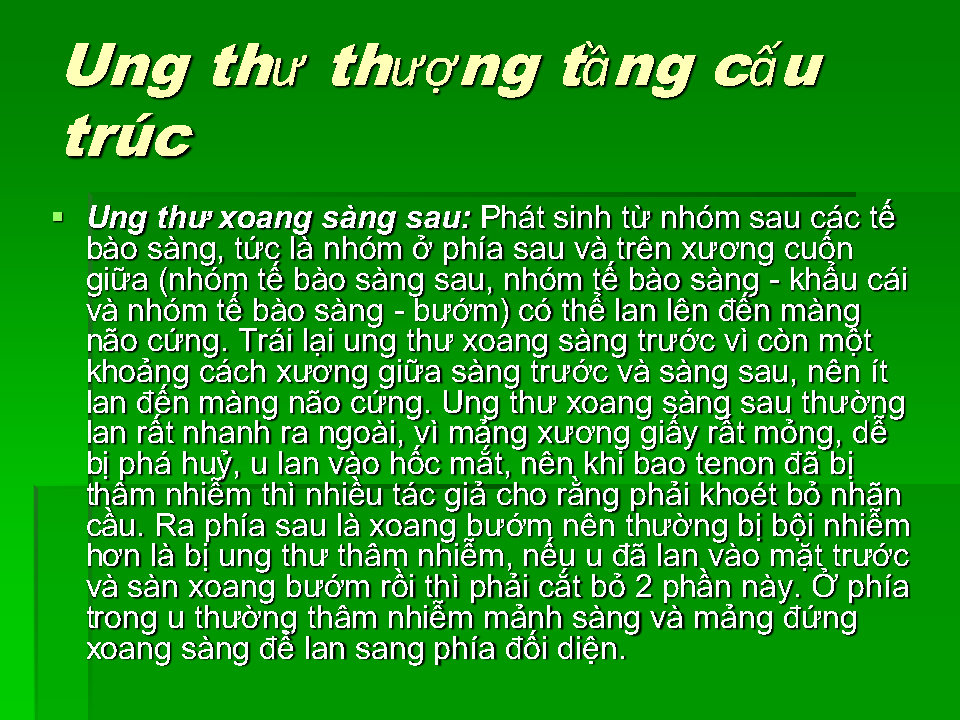 Ung thư thượng tầng cấu
trúc
Ung thư xoang sàng sau: Phát sinh từ nhóm sau các tế
bào sàng, tức là nhóm ở phía sau và trên xương cuốn
giữa (nhóm tế bào sàng sau, nhóm tế bào sàng - khẩu cái
và nhóm tế bào sàng - bướm) có thể lan lên đến màng
não cứng. Trái lại ung thư xoang sàng trước vì còn một
khoảng cách xương giữa sàng trước và sàng sau, nên ít
lan đến màng não cứng. Ung thư xoang sàng sau thường
lan rất nhanh ra ngoài, vì mảng xương giấy rất mỏng, dễ
bị phá huỷ, u lan vào hốc mắt, nên khi bao tenon đã bị
thâm nhiễm thì nhiều tác giả cho rằng phải khoét bỏ nhãn
cầu. Ra phía sau là xoang bướm nên thường bị bội nhiễm
hơn là bị ung thư thâm nhiễm, nếu u đã lan vào mặt trước
và sàn xoang bướm rồi thì phải cắt bỏ 2 phần này. Ở phía
trong u thường thâm nhiễm mảnh sàng và mảng đứng
xoang sàng để lan sang phía đối diện.